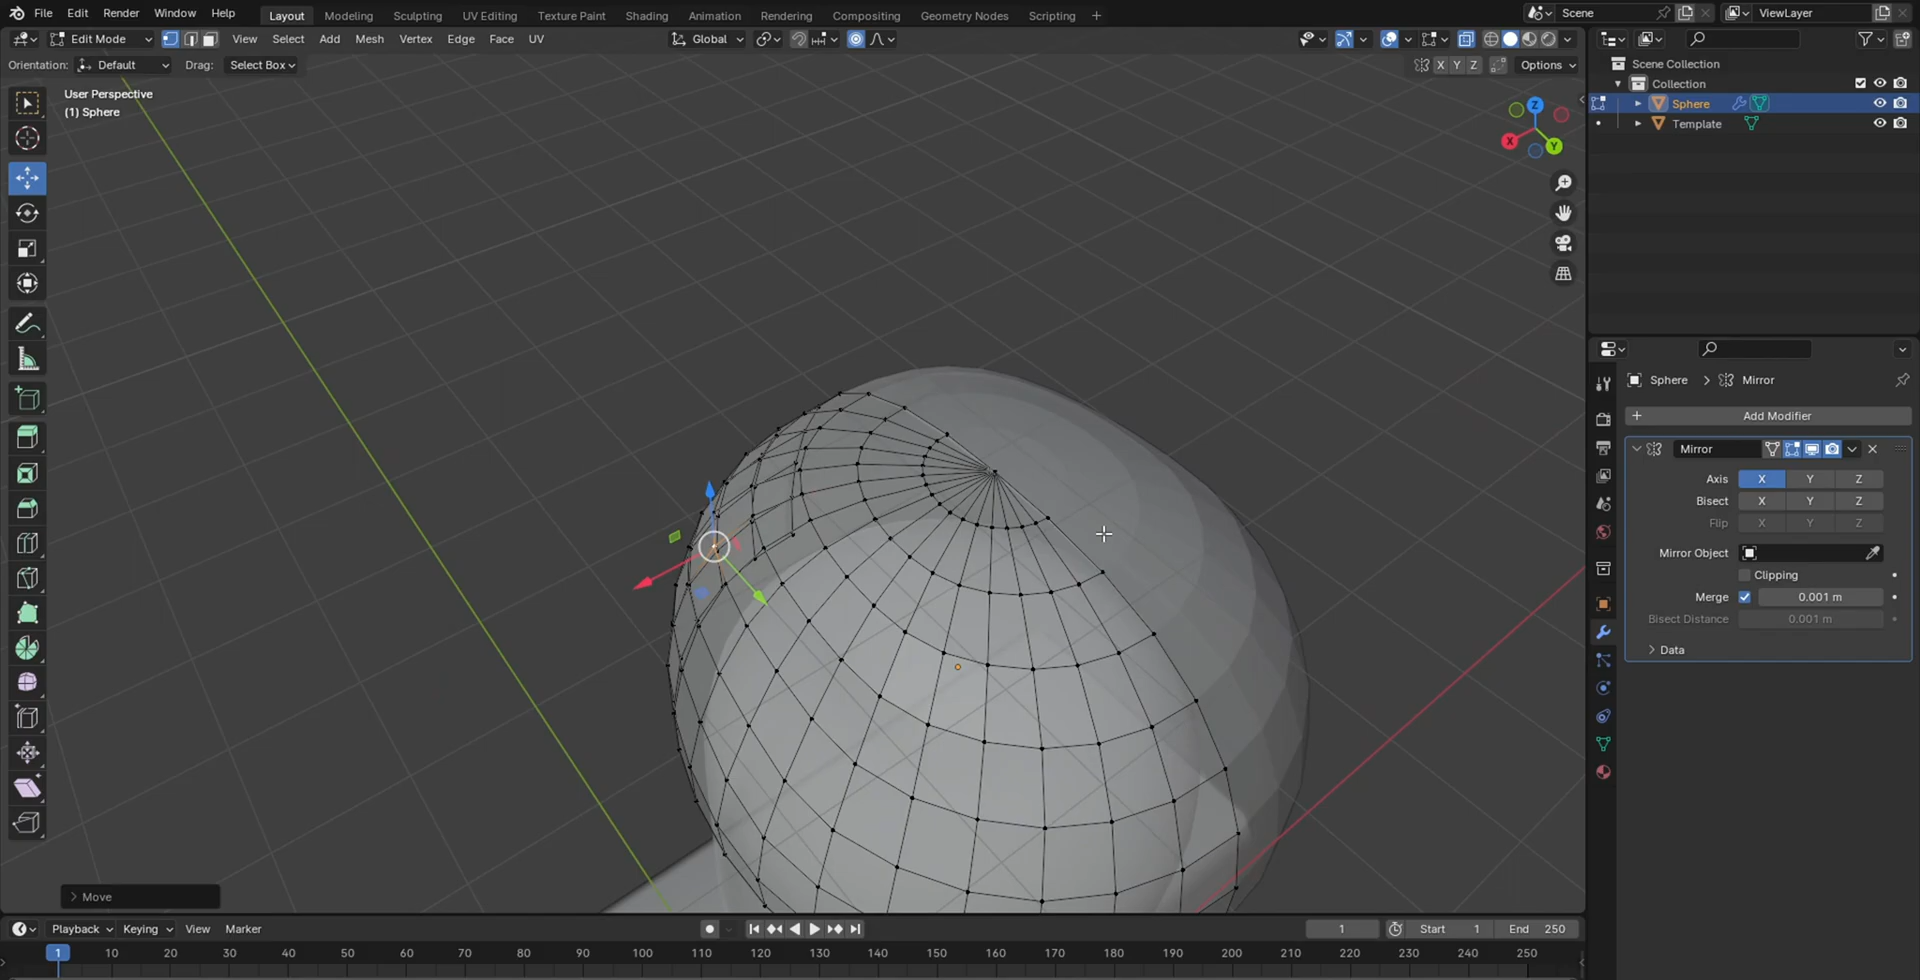 File Edit Render Window Help Layout Modeling Sculpting UV Editing Texture Paint Shading Animation Rendering Compositing Geometry Nodes Scripting + Scene ViewLayer
Edit Mode View Select Add Mesh Vertex Edge Face UV Global
Orientation: Default Drag: Select Box X Y Z Options
User Perspective
(1) Sphere
Z
X
Y
Scene Collection
Collection
Sphere
Template
Sphere Mirror
+ Add Modifier
Mirror
Axis X Y Z
Bisect X Y Z
Flip X Y Z
Mirror Object
Clipping
Merge 0.001 m
Bisect Distance 0.001 m
Data
Move
Playback Keying View Marker 1 Start 1 End 250
1 10 20 30 40 50 60 70 80 90 100 110 120 130 140 150 160 170 180 190 200 210 220 230 240 250